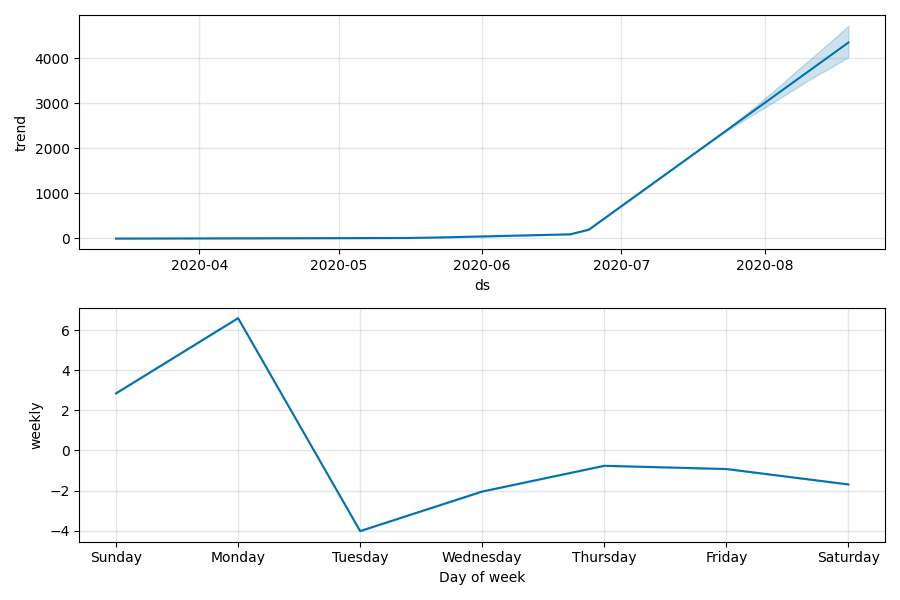 4000
3000
2000
1000
0
trend
2020-04 2020-05 2020-06 2020-07 2020-08
ds
6
4
2
0
−2
−4
weekly
Sunday Monday Tuesday Wednesday Thursday Friday Saturday
Day of week